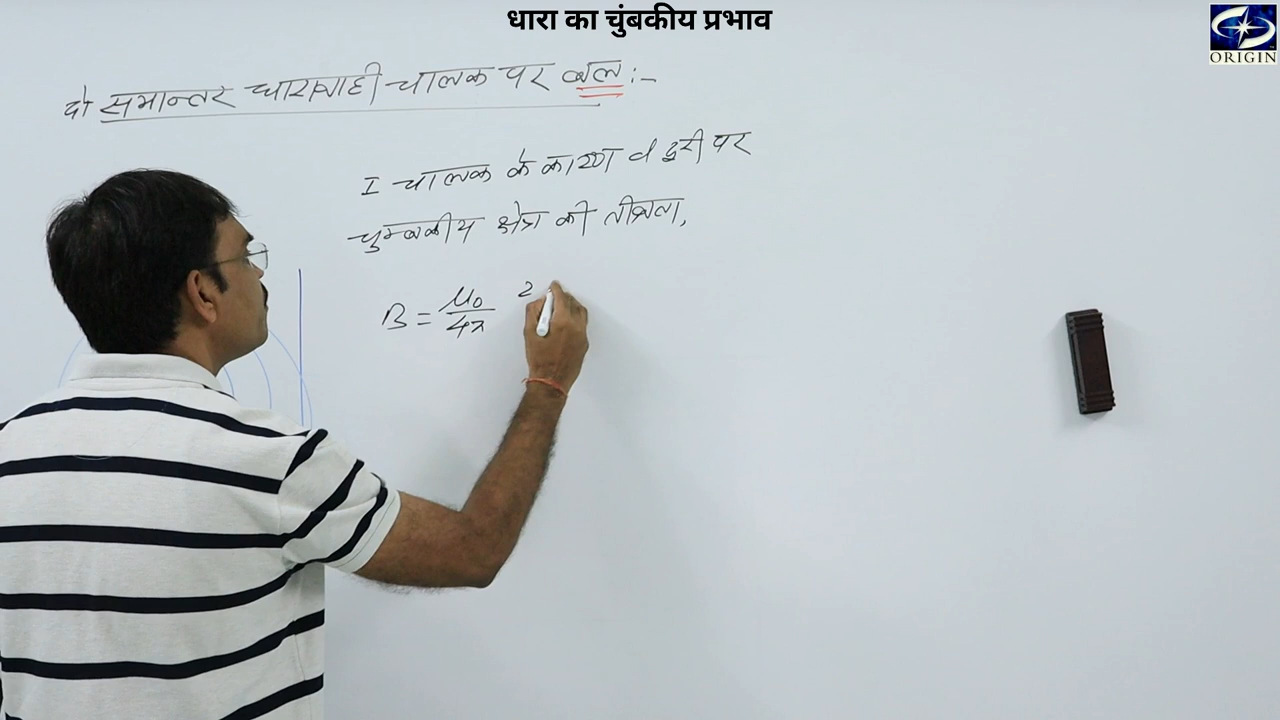 धारा का चुंबकीय प्रभाव
ORIGIN
दो समान्तर धारावाही चालक पर बल :-
I चालक के कारण d दुरी पर
चुम्बकीय क्षेत्र की तीव्रता,
B = μ₀/4π 2